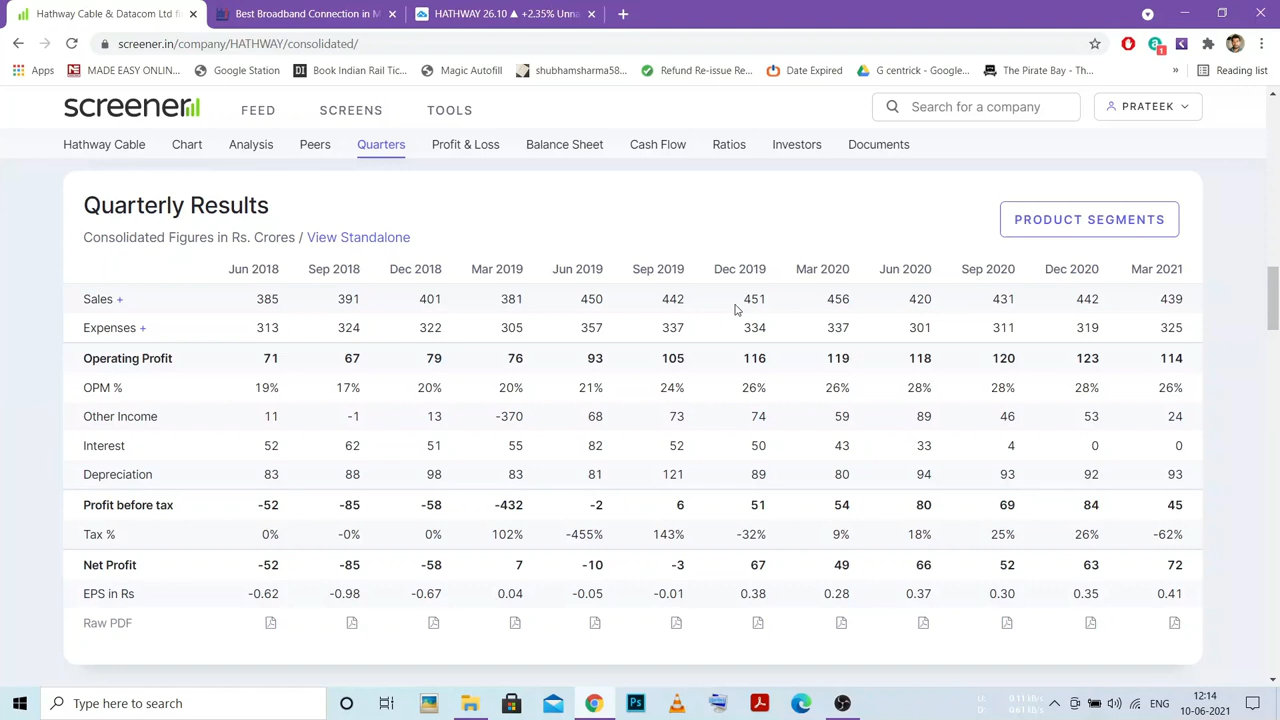 Hathway Cable & Datacom Ltd fi
Best Broadband Connection in M
HATHWAY 26.10 ▲ +2.35% Unna
screener.in/company/HATHWAY/consolidated/
Apps
MADE EASY ONLIN...
Google Station
Book Indian Rail Tic...
Magic Autofill
shubhamsharma58...
Refund Re-issue Re...
Date Expired
G centrick - Google...
The Pirate Bay - Th...
»
Reading list
screener
FEED
SCREENS
TOOLS
Search for a company
PRATEEK
Hathway Cable
Chart
Analysis
Peers
Quarters
Profit & Loss
Balance Sheet
Cash Flow
Ratios
Investors
Documents
Quarterly Results
PRODUCT SEGMENTS
Consolidated Figures in Rs. Crores / View Standalone
Jun 2018 Sep 2018 Dec 2018 Mar 2019 Jun 2019 Sep 2019 Dec 2019 Mar 2020 Jun 2020 Sep 2020 Dec 2020 Mar 2021
Sales + 385 391 401 381 450 442 451 456 420 431 442 439
Expenses + 313 324 322 305 357 337 334 337 301 311 319 325
Operating Profit 71 67 79 76 93 105 116 119 118 120 123 114
OPM % 19% 17% 20% 20% 21% 24% 26% 26% 28% 28% 28% 26%
Other Income 11 -1 13 -370 68 73 74 59 89 46 53 24
Interest 52 62 51 55 82 52 50 43 33 4 0 0
Depreciation 83 88 98 83 81 121 89 80 94 93 92 93
Profit before tax -52 -85 -58 -432 -2 6 51 54 80 69 84 45
Tax % 0% -0% 0% 102% -455% 143% -32% 9% 18% 25% 26% -62%
Net Profit -52 -85 -58 7 -10 -3 67 49 66 52 63 72
EPS in Rs -0.62 -0.98 -0.67 0.04 -0.05 -0.01 0.38 0.28 0.37 0.30 0.35 0.41
Raw PDF
Type here to search
ENG
12:14
10-06-2021